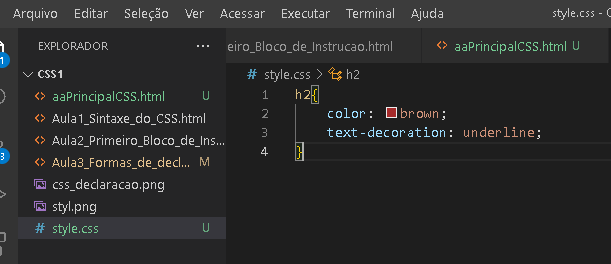 Arquivo Editar Seleção Ver Acessar Executar Terminal Ajuda style.css -
EXPLORADOR ··· eiro_Bloco_de_Instrucao.html <> aaPrincipalCSS.html U
CSS1
# style.css > h2
<> aaPrincipalCSS.html U
<> Aula1_Sintaxe_do_CSS.html
<> Aula2_Primeiro_Bloco_de_Ins...
<> Aula3_Formas_de_decl... M
css_declaracao.png
styl.png
# style.css U
1 h2{
2 color: brown;
3 text-decoration: underline;
4 }
1
3